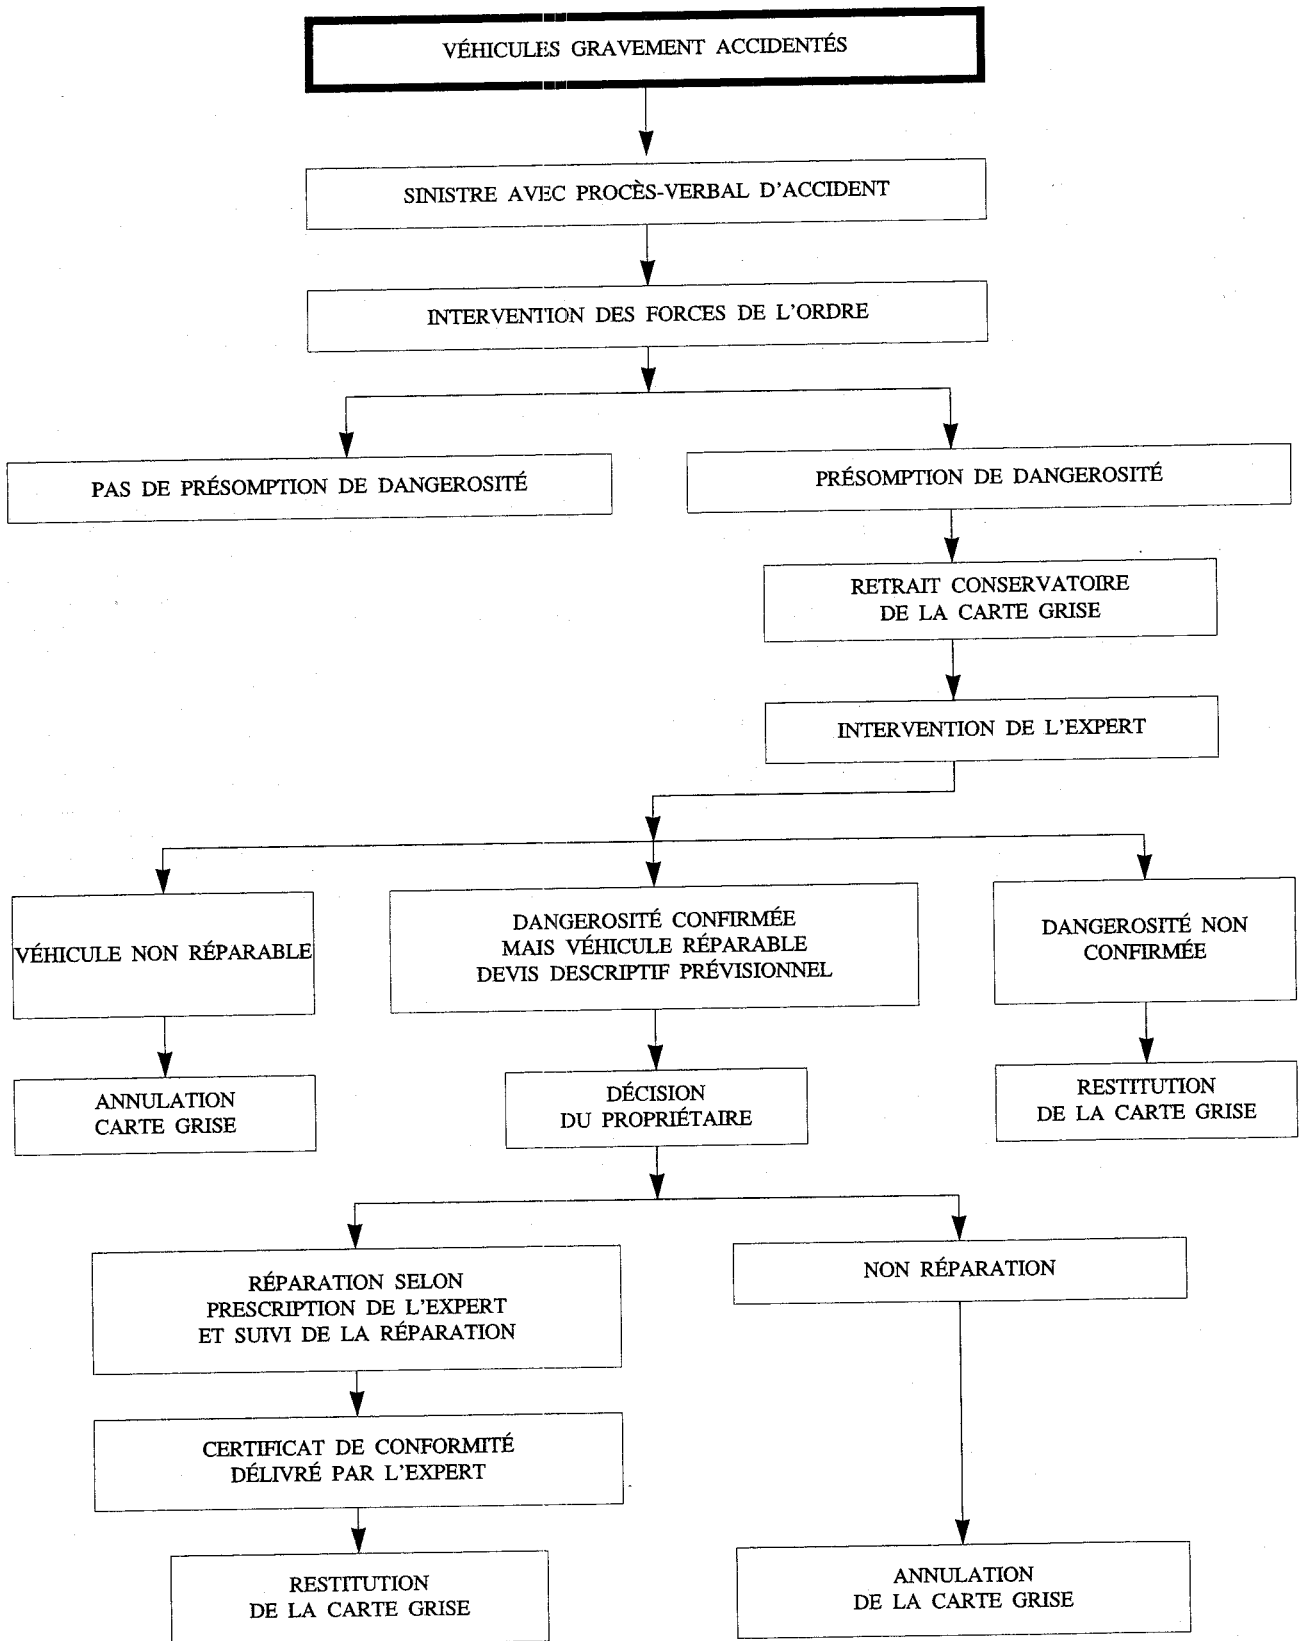 VÉHICULES GRAVEMENT ACCIDENTÉS
SINISTRE AVEC PROCÈS-VERBAL D'ACCIDENT
INTERVENTION DES FORCES DE L'ORDRE
PAS DE PRÉSOMPTION DE DANGEROSITÉ
PRÉSOMPTION DE DANGEROSITÉ
RETRAIT CONSERVATOIRE
DE LA CARTE GRISE
INTERVENTION DE L'EXPERT
VÉHICULE NON RÉPARABLE
DANGEROSITÉ CONFIRMÉE
MAIS VÉHICULE RÉPARABLE
DEVIS DESCRIPTIF PRÉVISIONNEL
DANGEROSITÉ NON
CONFIRMÉE
ANNULATION
CARTE GRISE
DÉCISION
DU PROPRIÉTAIRE
RESTITUTION
DE LA CARTE GRISE
RÉPARATION SELON
PRESCRIPTION DE L'EXPERT
ET SUIVI DE LA RÉPARATION
NON RÉPARATION
CERTIFICAT DE CONFORMITÉ
DÉLIVRÉ PAR L'EXPERT
RESTITUTION
DE LA CARTE GRISE
ANNULATION
DE LA CARTE GRISE